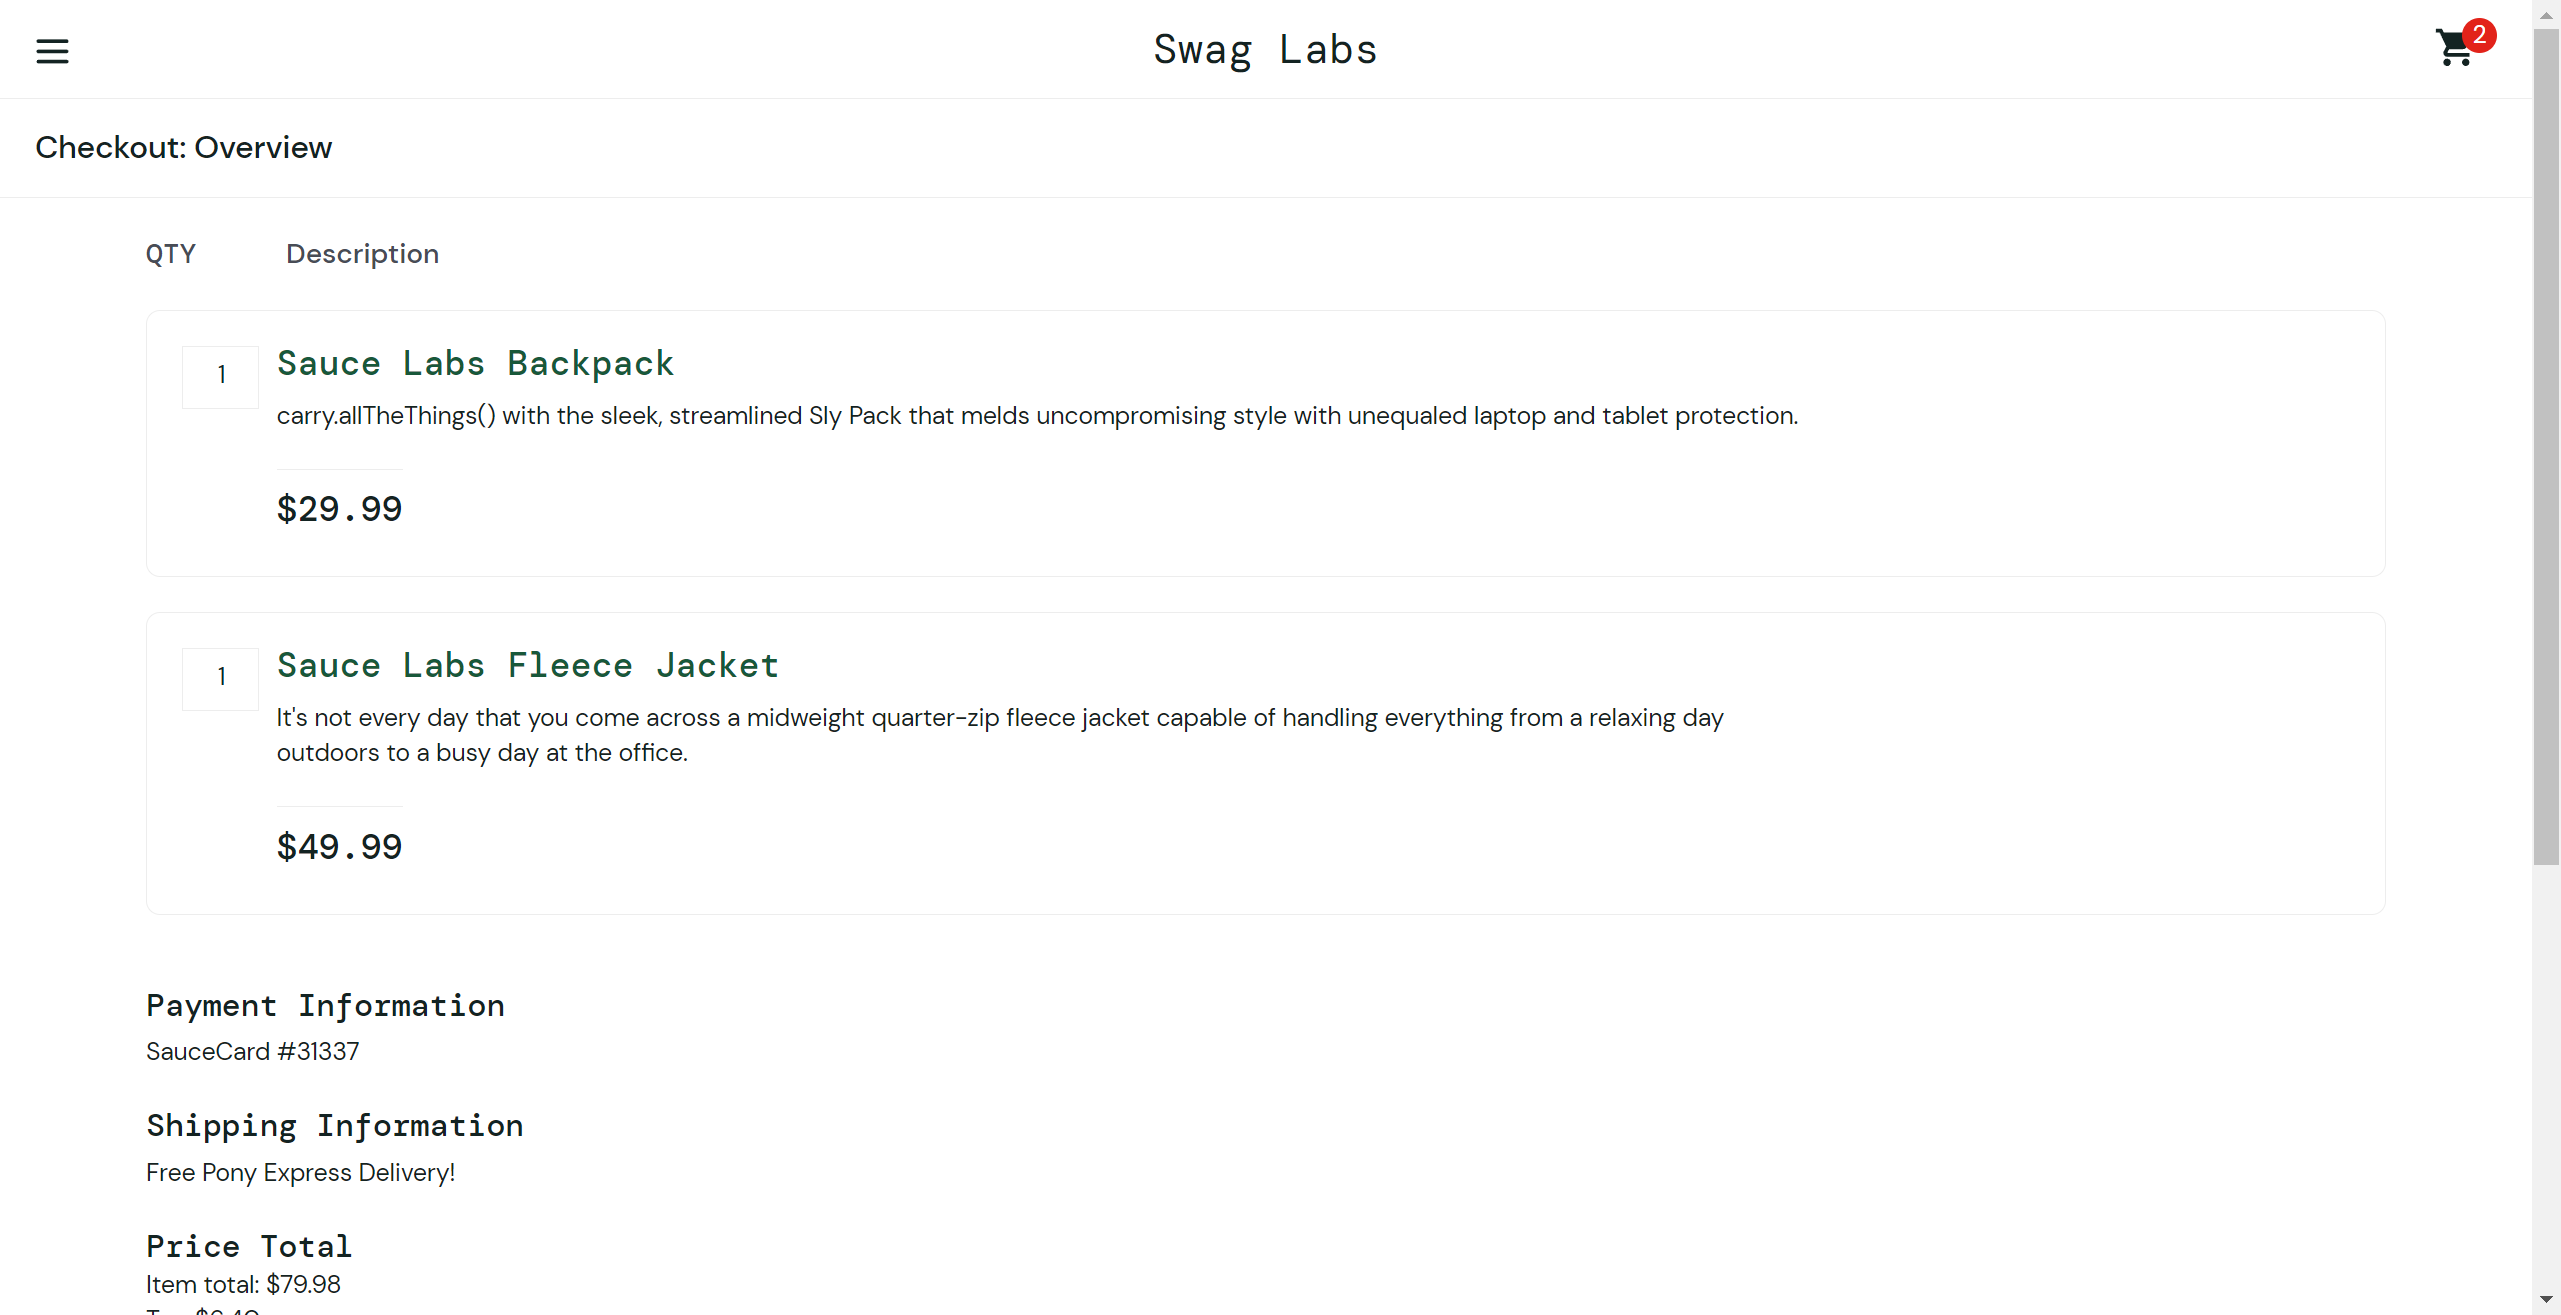 Swag Labs
2
Checkout: Overview
QTY Description
1
Sauce Labs Backpack
carry.allTheThings() with the sleek, streamlined Sly Pack that melds uncompromising style with unequaled laptop and tablet protection.
$29.99
1
Sauce Labs Fleece Jacket
It's not every day that you come across a midweight quarter-zip fleece jacket capable of handling everything from a relaxing day
outdoors to a busy day at the office.
$49.99
Payment Information
SauceCard #31337
Shipping Information
Free Pony Express Delivery!
Price Total
Item total: $79.98